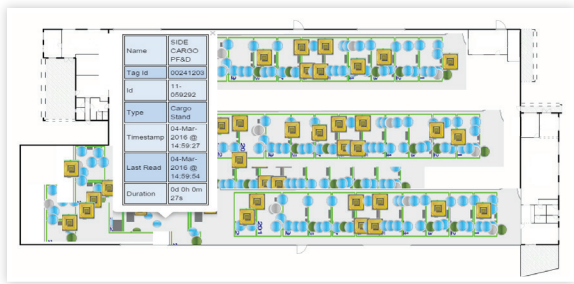 Name
SIDE
CARGO
PF&D
Tag Id
00241203
Id
11-
059292
Type
Cargo
Stand
Timestamp
04-Mar-
2016 @
14:59:27
Last Read
04-Mar-
2016 @
14:59:54
Duration
0d 0h 0m
27s